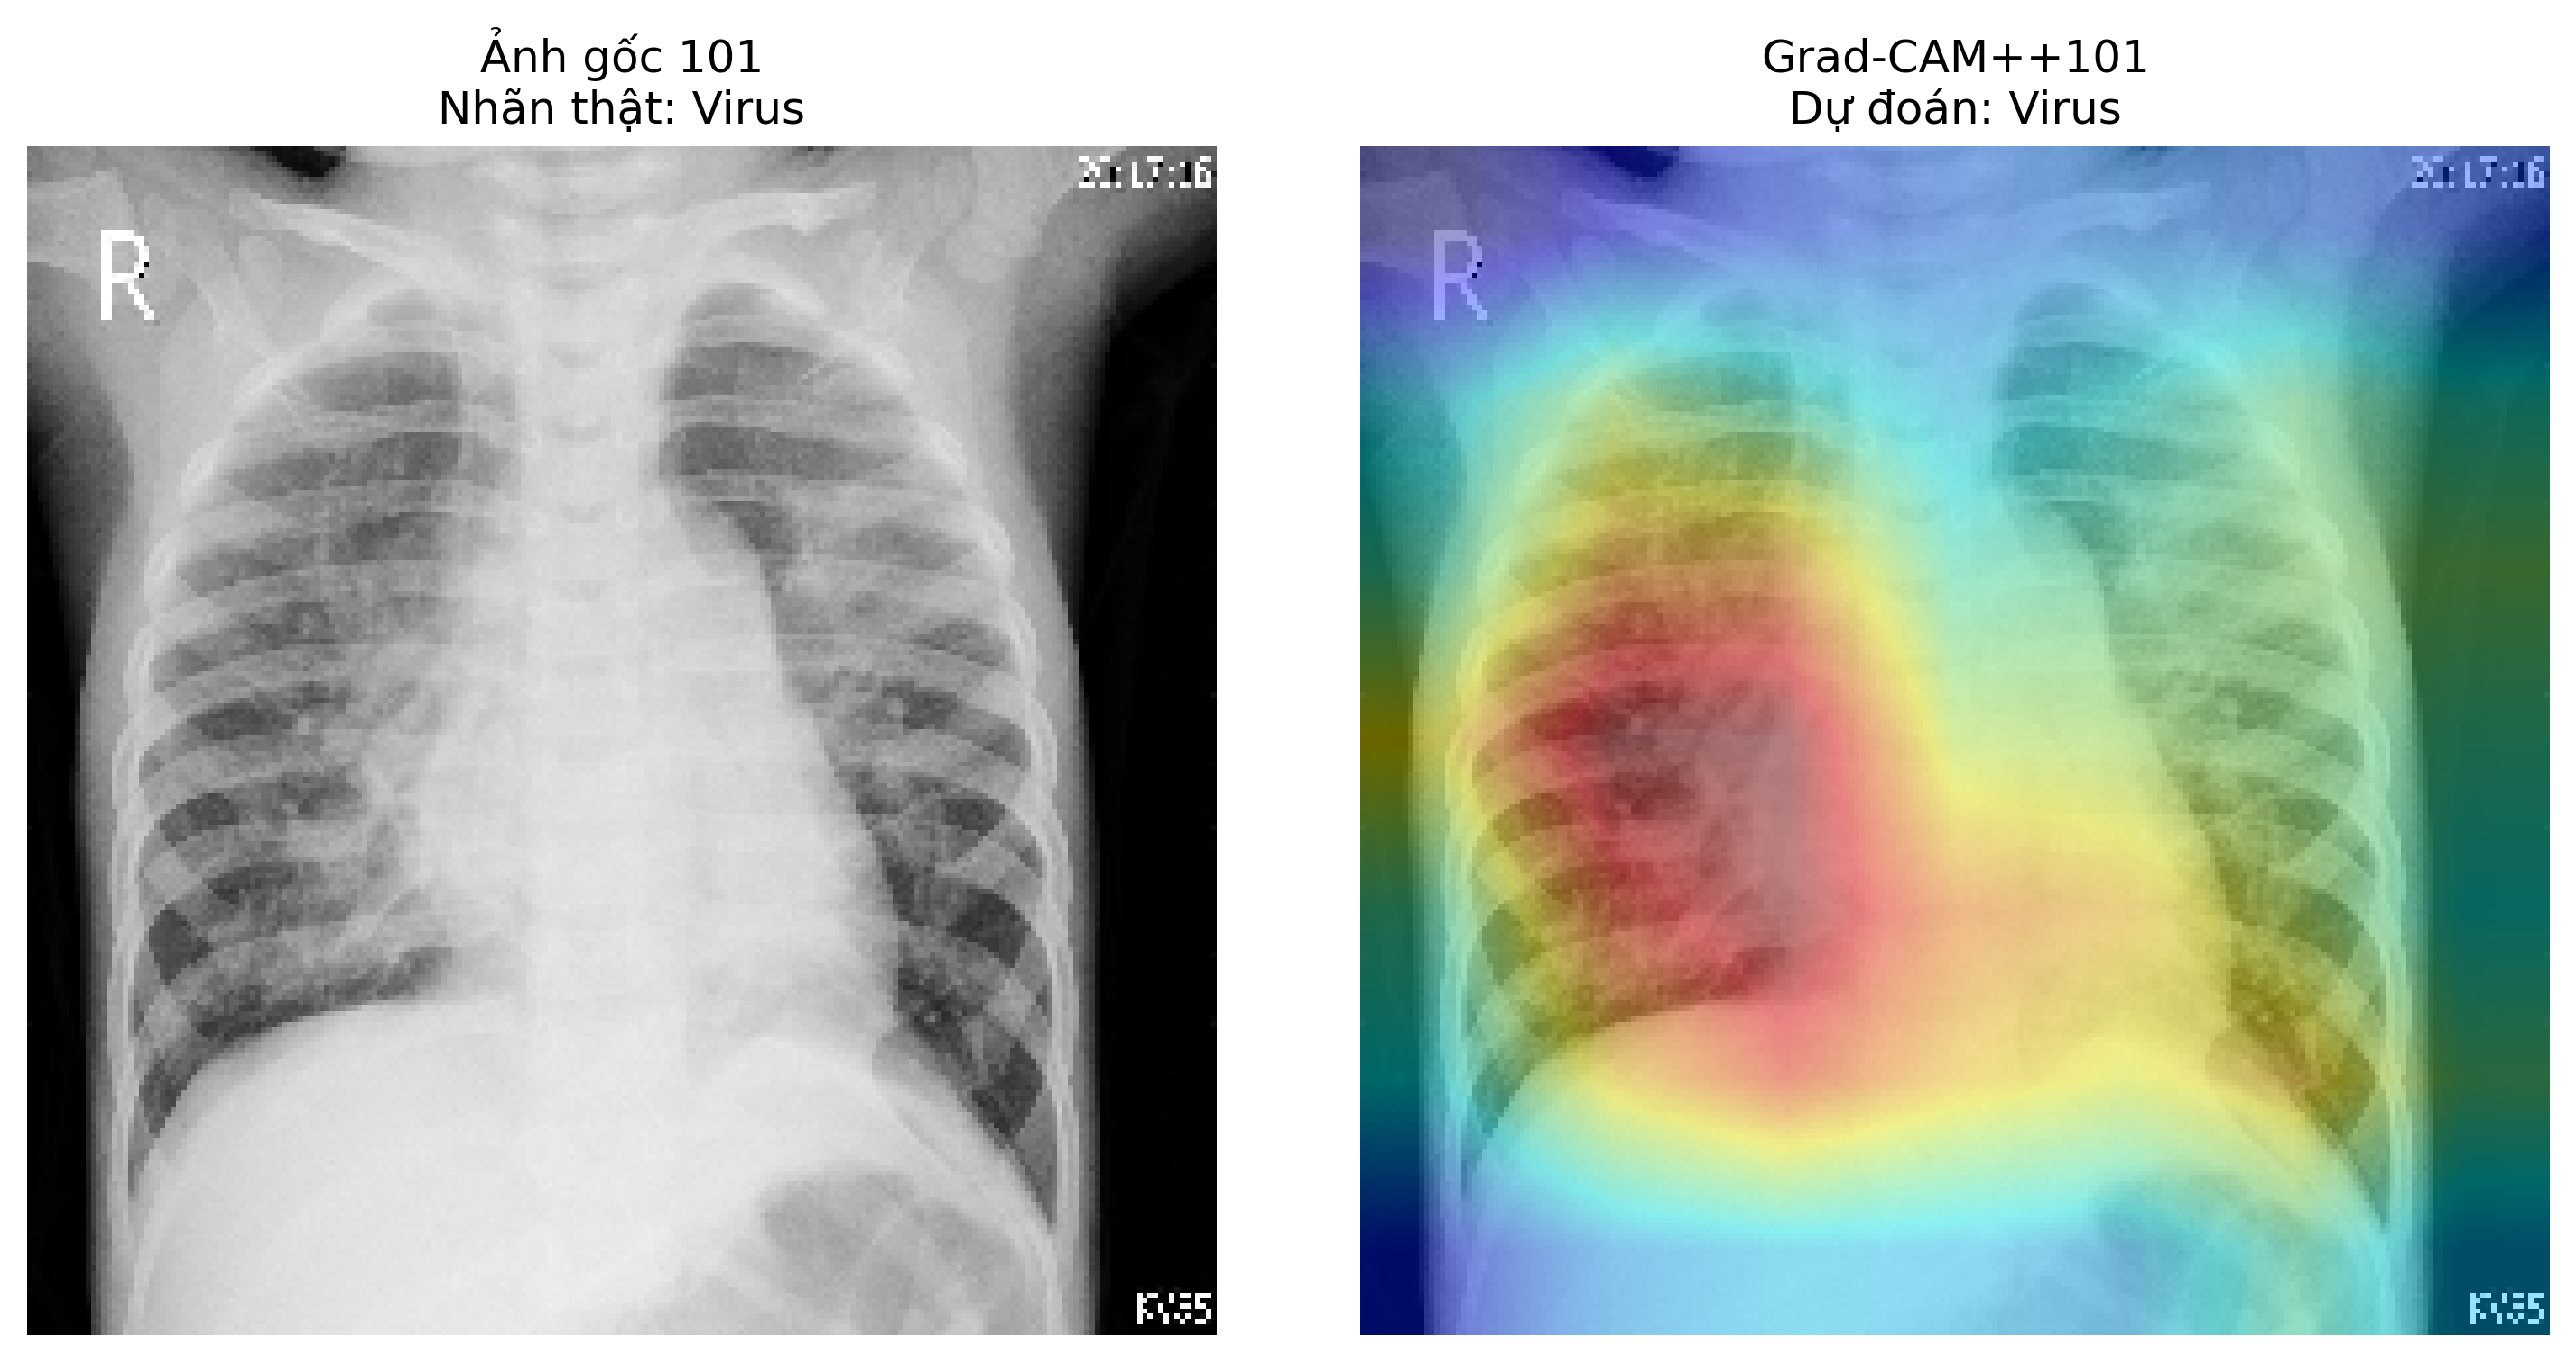 Ảnh gốc 101
Nhãn thật: Virus
R
Grad-CAM++101
Dự đoán: Virus
R